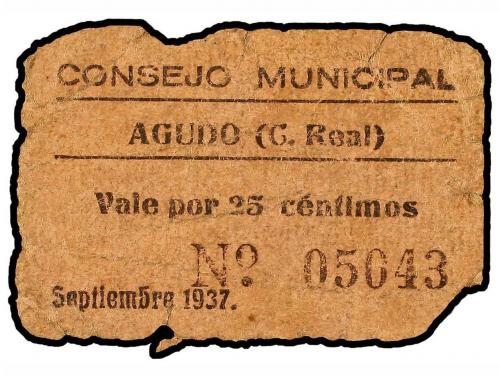 CONSEJO MUNICIPAL
AGUDO (C. Real)
Vale por 25 céntimos
Nº 05043
Septiembre 1937.